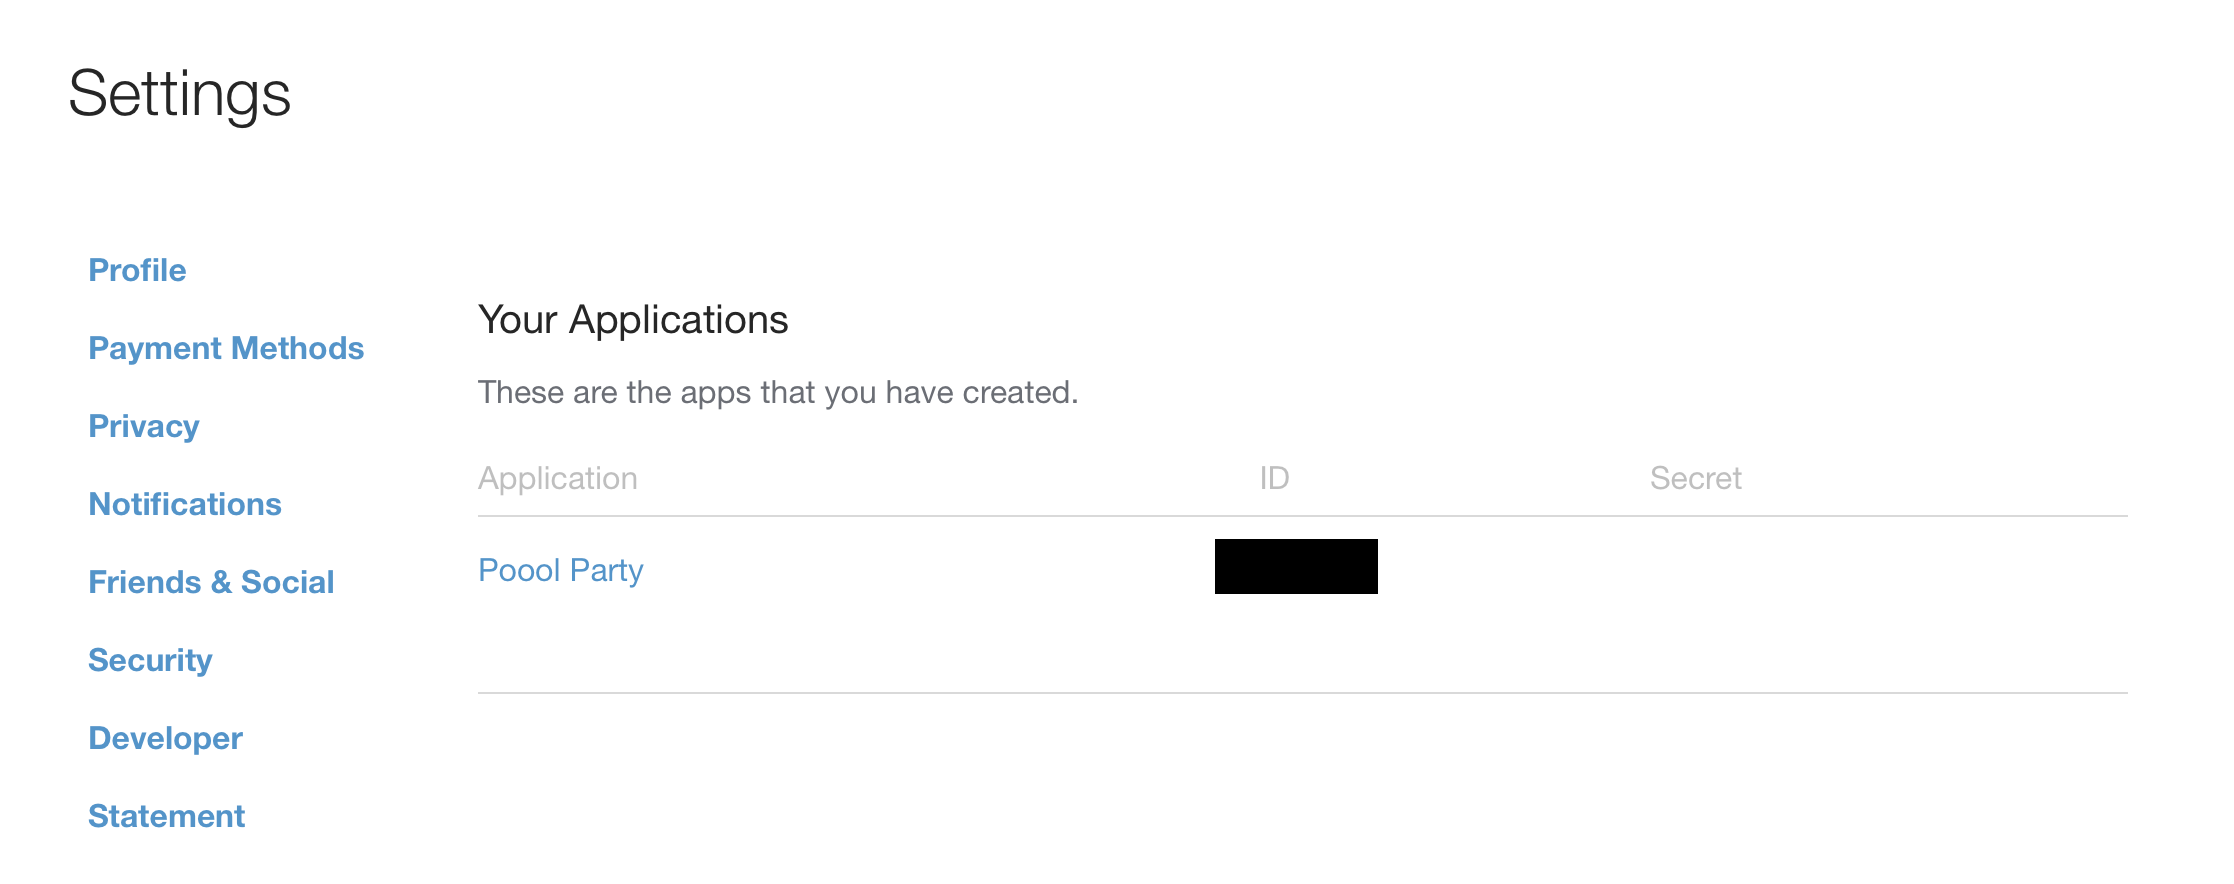 Settings
Profile
Payment Methods
Privacy
Notifications
Friends & Social
Security
Developer
Statement
Your Applications
These are the apps that you have created.
Application ID Secret
Poool Party